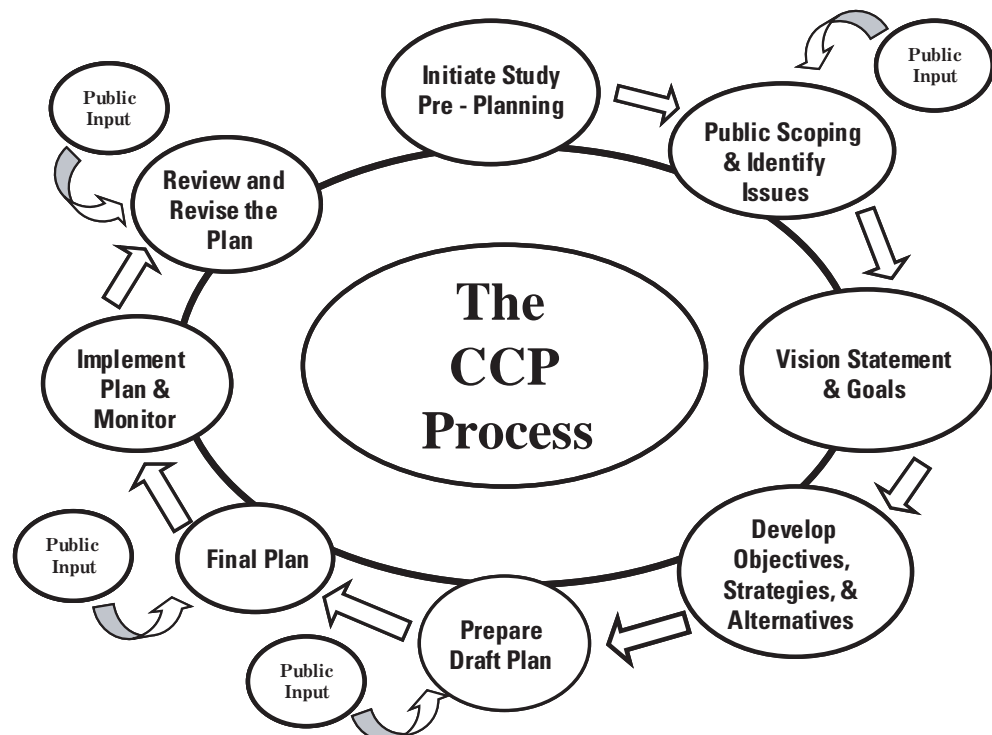 The
CCP
Process
Initiate Study
Pre - Planning
Public
Input
Public Scoping
& Identify
Issues
Vision Statement
& Goals
Develop
Objectives,
Strategies, &
Alternatives
Prepare
Draft Plan
Public
Input
Final Plan
Public
Input
Implement
Plan &
Monitor
Review and
Revise the
Plan
Public
Input